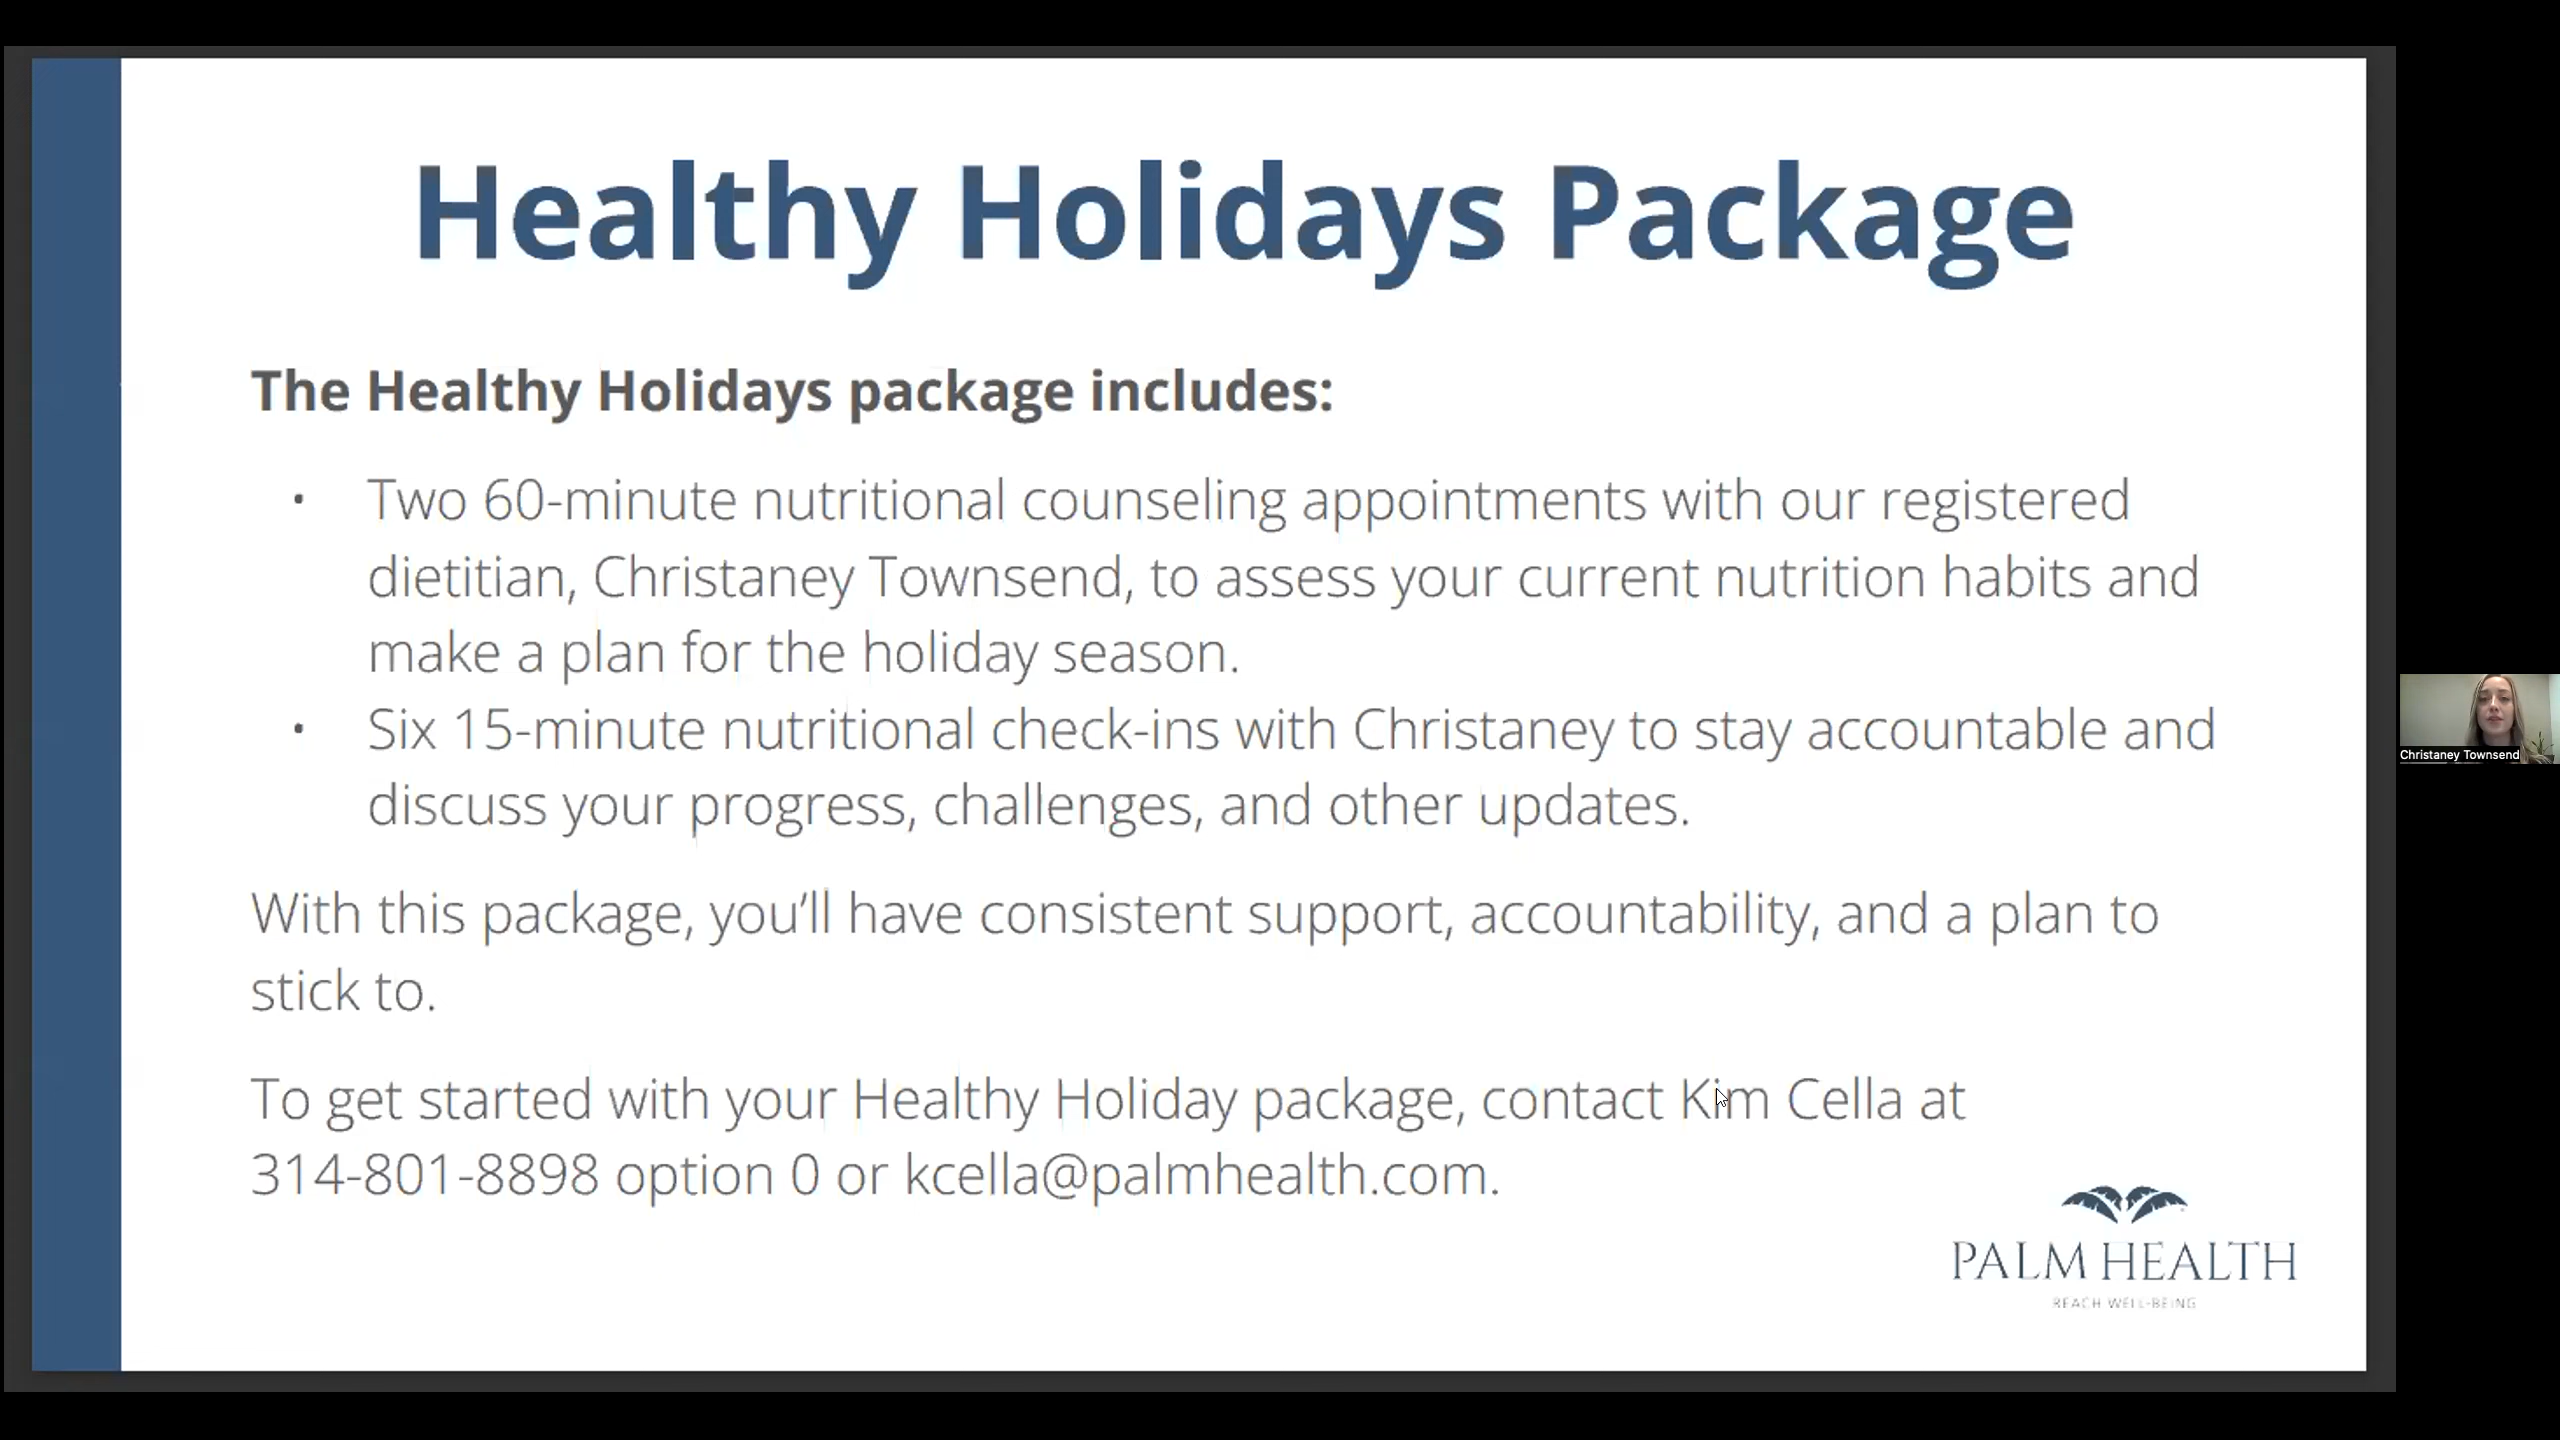 Healthy Holidays Package
The Healthy Holidays package includes:
• Two 60-minute nutritional counseling appointments with our registered
dietitian, Christaney Townsend, to assess your current nutrition habits and
make a plan for the holiday season.
• Six 15-minute nutritional check-ins with Christaney to stay accountable and
discuss your progress, challenges, and other updates.
With this package, you’ll have consistent support, accountability, and a plan to
stick to.
To get started with your Healthy Holiday package, contact Kim Cella at
314-801-8898 option 0 or kcella@palmhealth.com.
PALM HEALTH
REACH WELL-BEING
Christaney Townsend